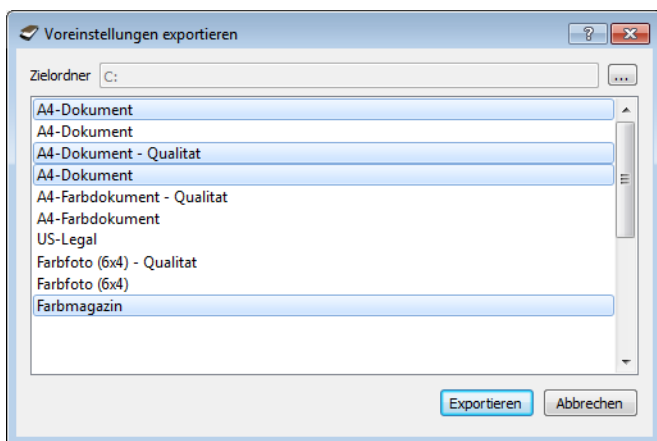 Voreinstellungen exportieren
Zielordner C:
...
A4-Dokument
A4-Dokument
A4-Dokument - Qualitat
A4-Dokument
A4-Farbdokument - Qualitat
A4-Farbdokument
US-Legal
Farbfoto (6x4) - Qualitat
Farbfoto (6x4)
Farbmagazin
Exportieren Abbrechen